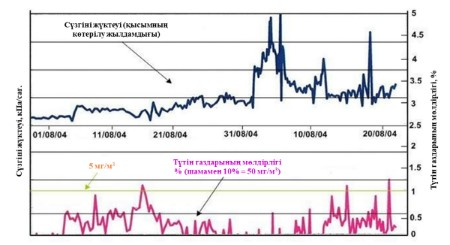 Сүзгіні жүктеуі (қысымның
көтерілу жылдамдығы)
5
4.5
4
3.5
3
2.5
2
1.5
1
0.5
0
01/08/04
11/08/04
21/08/04
31/08/04
10/08/04
20/08/04
Сүзгіні жүктеуі, кПа/сағ.
Түтін газдарының мөлдірлігі, %
5 мг/м³
Түтін газдарының мөлдірлігі
% (шамамен 10% = 50 мг/м³)